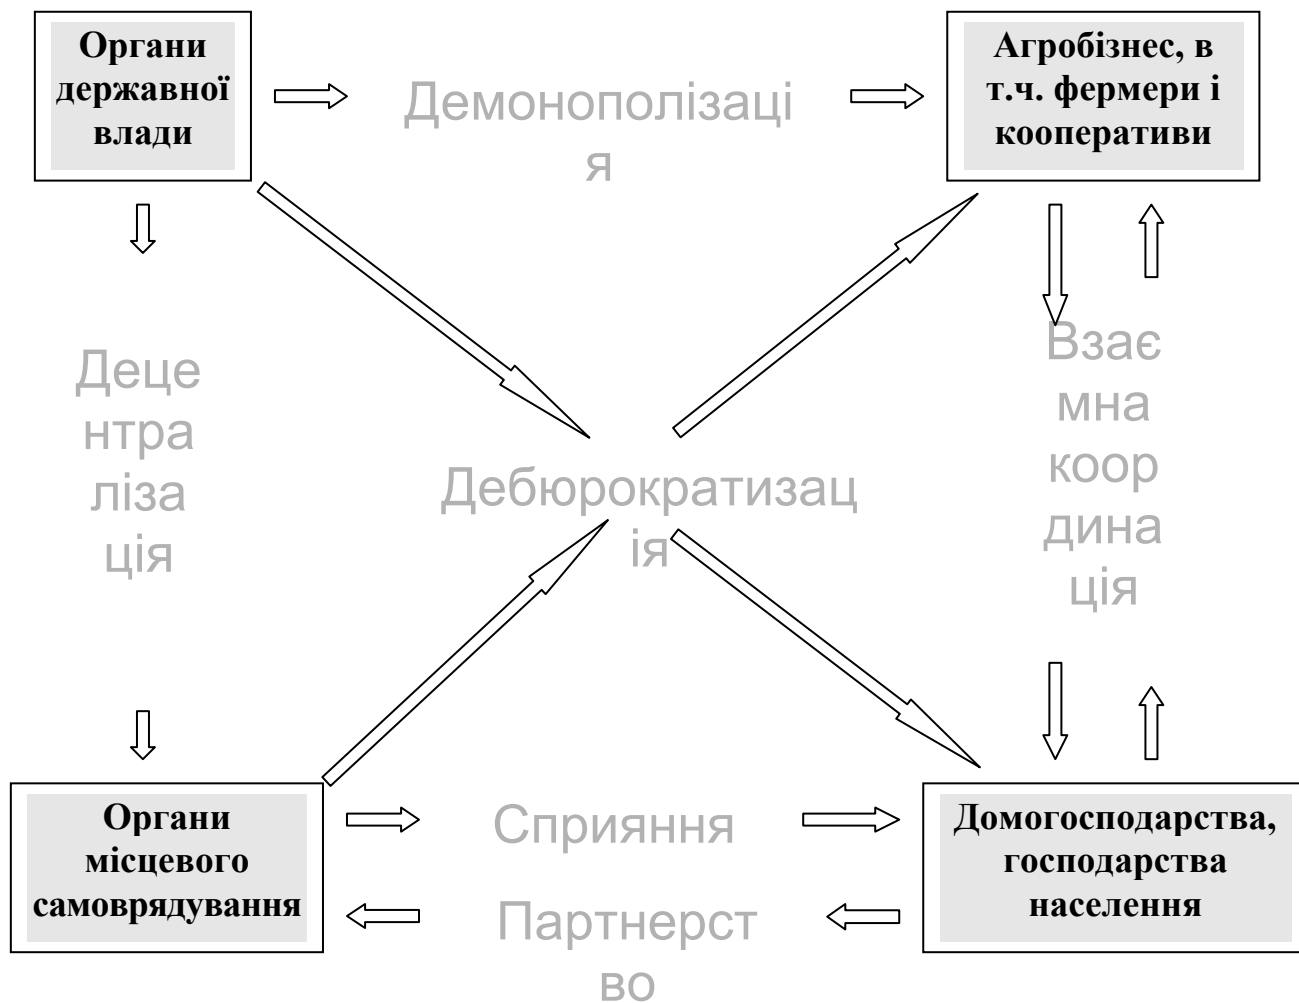 Органи
державної
влади
Демонополізаці
я
Агробізнес, в
т.ч. фермери і
кооперативи
Деце
нтра
ліза
ція
Дебюрократизац
ія
Взає
мна
коор
дина
ція
Органи
місцевого
самоврядування
Сприяння
Партнерст
во
Домогосподарства,
господарства
населення